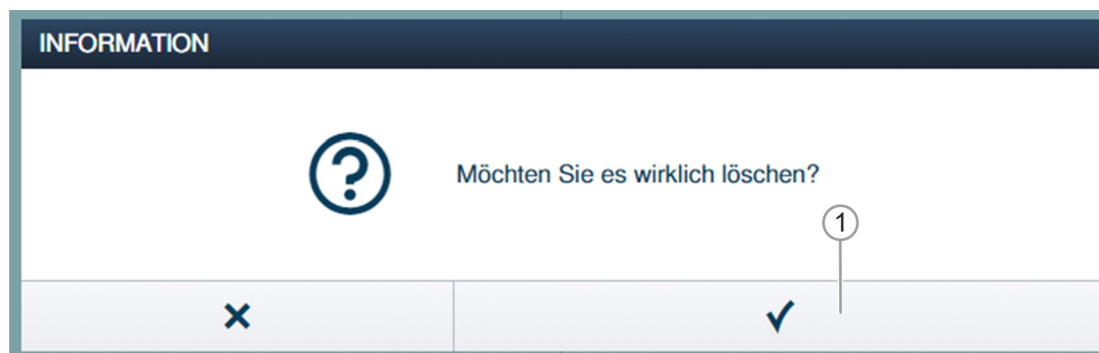 INFORMATION
Möchten Sie es wirklich löschen?
1